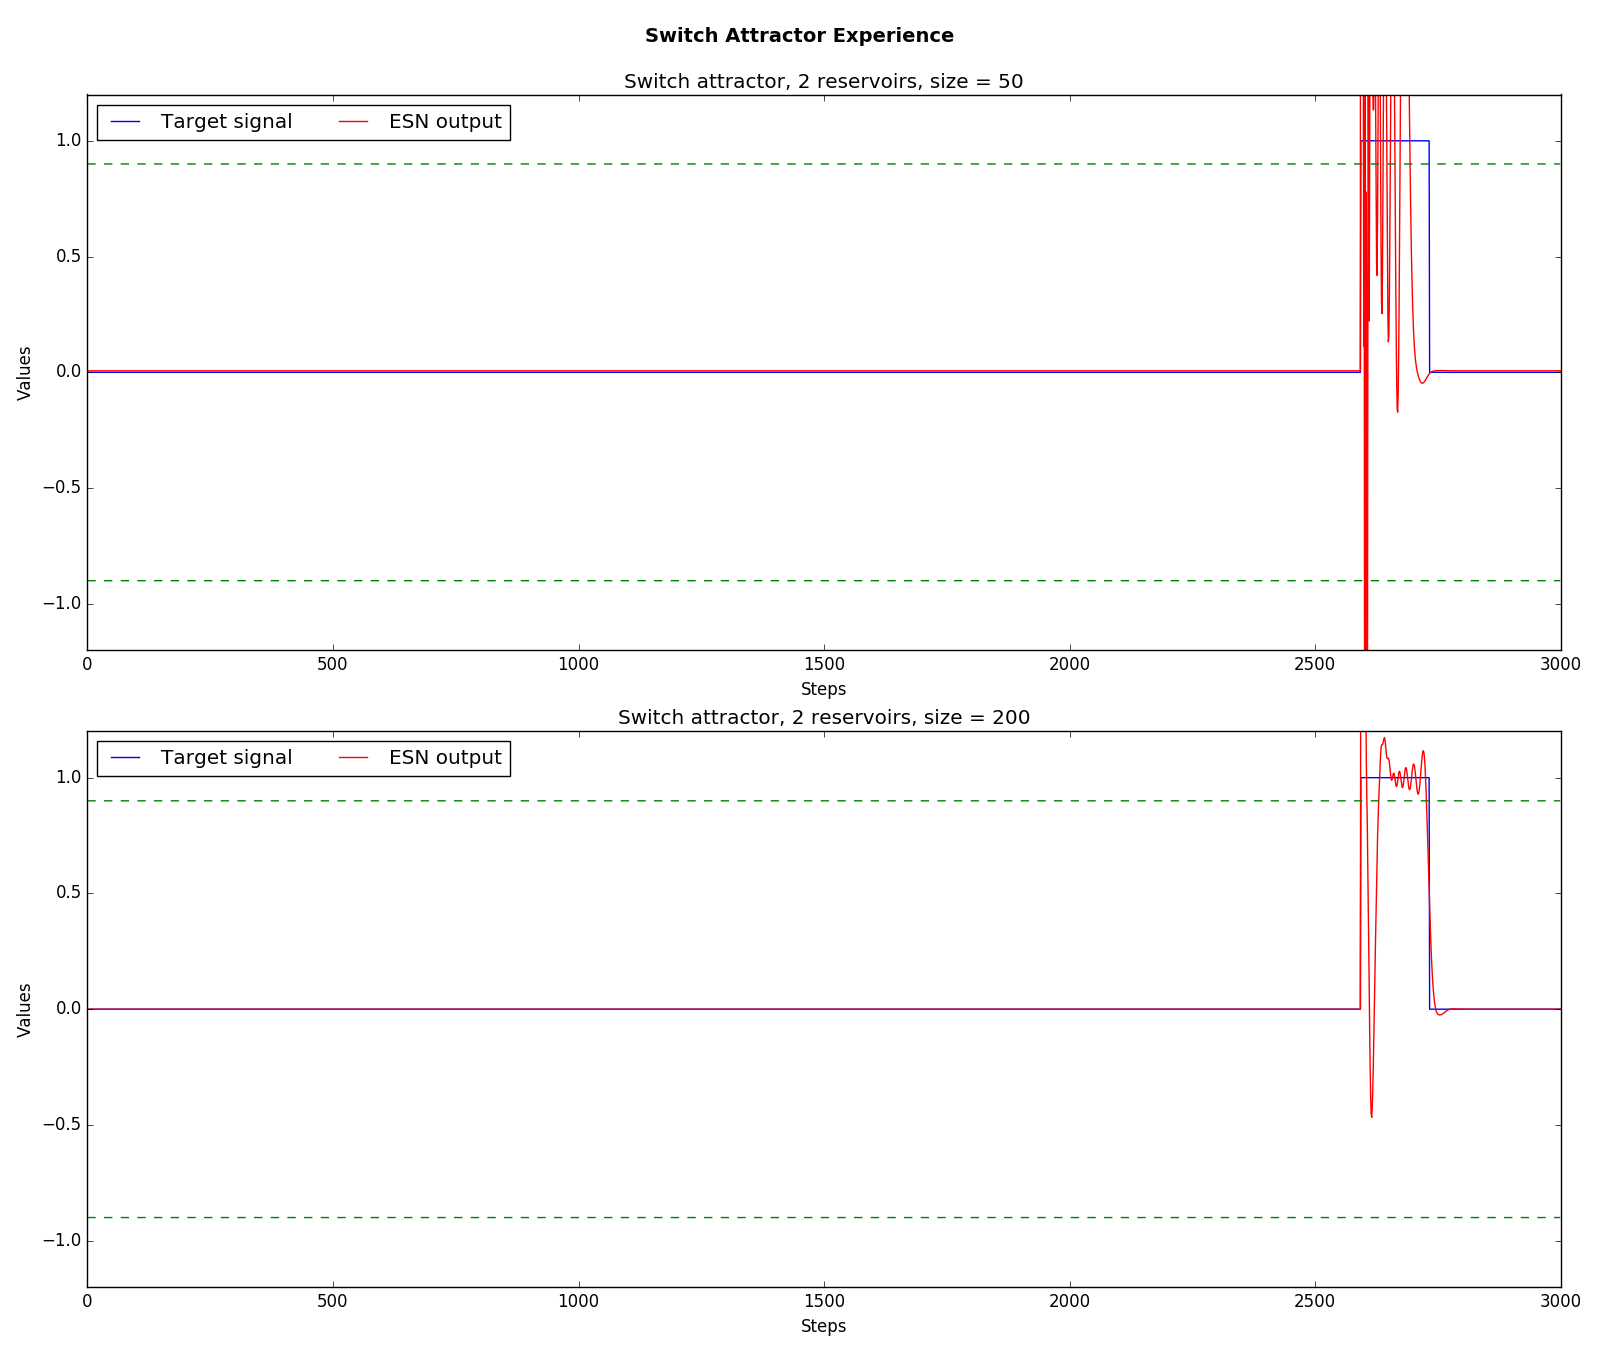 Switch Attractor Experience
Switch attractor, 2 reservoirs, size = 50
Target signal ESN output
1.0
0.5
0.0
−0.5
−1.0
Values
0 500 1000 1500 2000 2500 3000
Steps
Switch attractor, 2 reservoirs, size = 200
Target signal ESN output
1.0
0.5
0.0
−0.5
−1.0
Values
0 500 1000 1500 2000 2500 3000
Steps